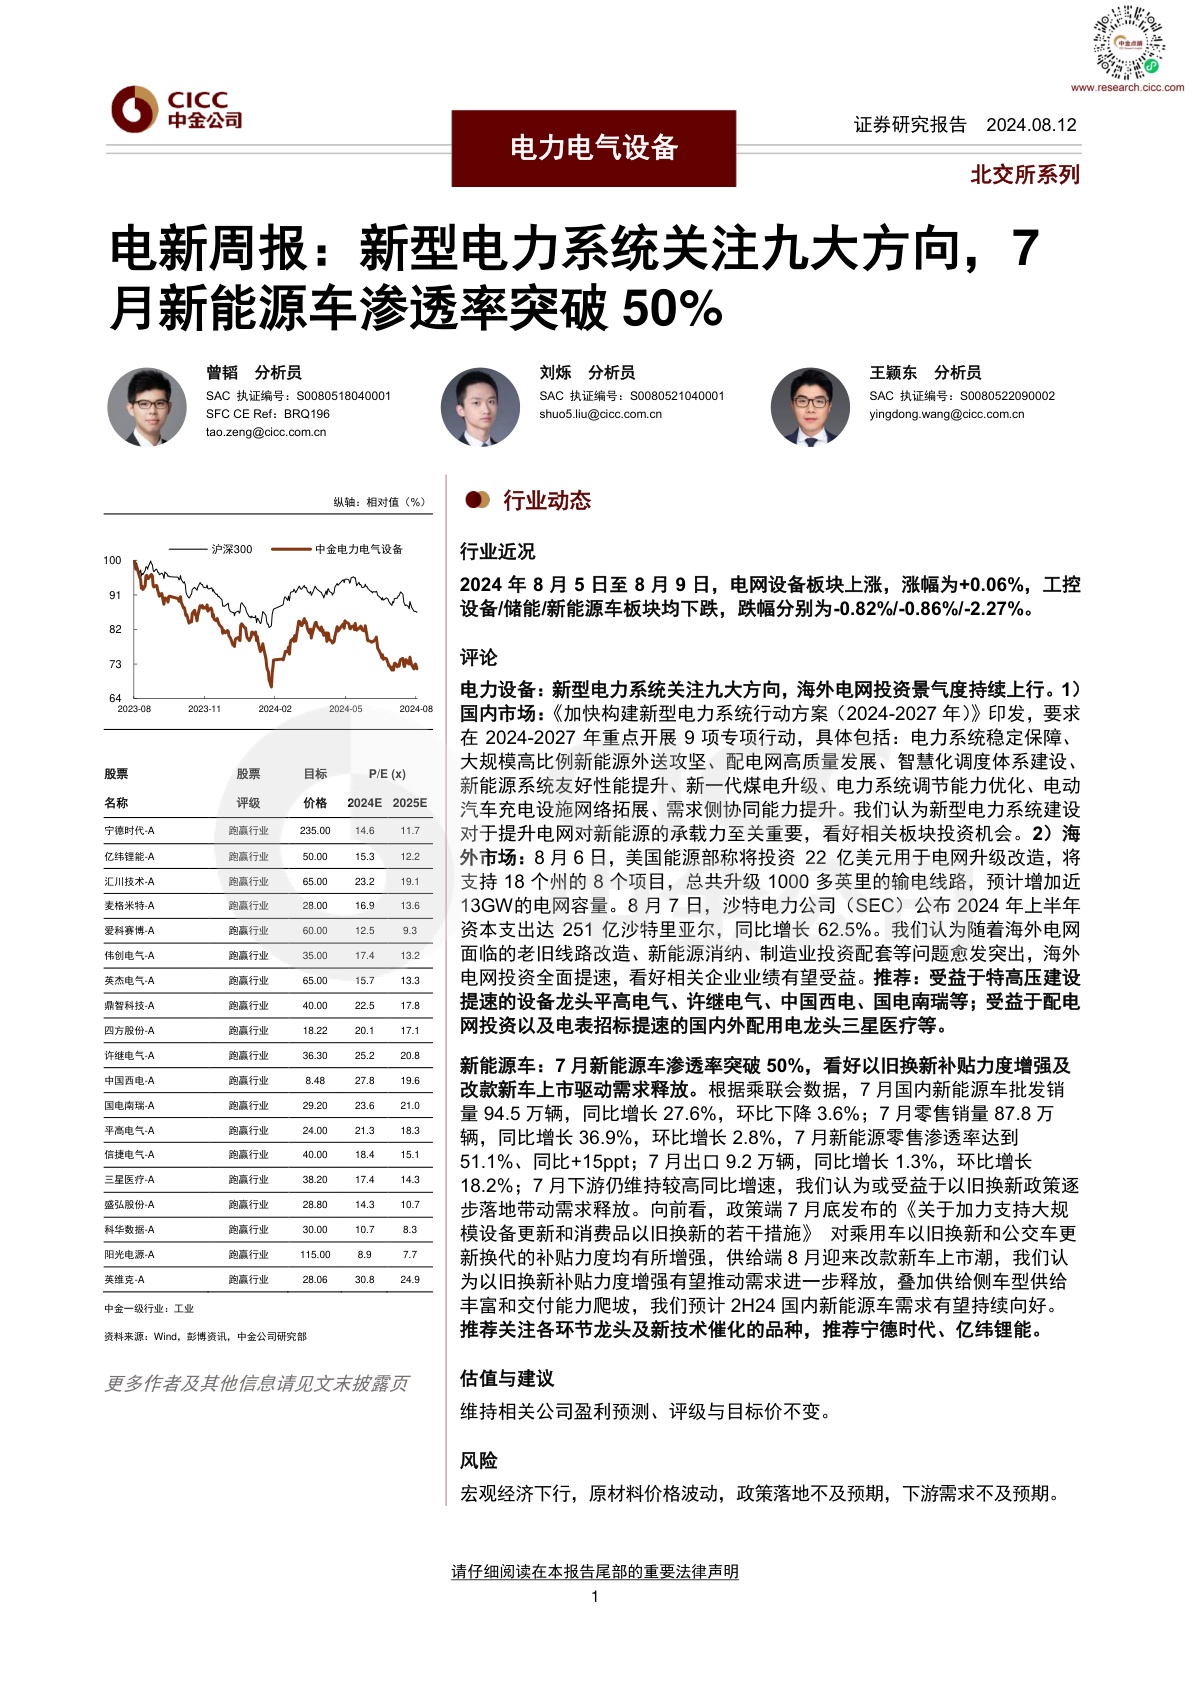 www.research.cicc.com
CICC
中金公司
电力电气设备
证券研究报告 2024.08.12
北交所系列
电新周报：新型电力系统关注九大方向，7
月新能源车渗透率突破 50%
曾韬 分析员
SAC 执证编号：S0080518040001
SFC CE Ref：BRQ196
tao.zeng@cicc.com.cn
刘烁 分析员
SAC 执证编号：S0080521040001
shuo5.liu@cicc.com.cn
王颖东 分析员
SAC 执证编号：S0080522090002
yingdong.wang@cicc.com.cn
纵轴：相对值（%）
沪深300 中金电力电气设备
100
91
82
73
64
2023-08 2023-11 2024-02 2024-05 2024-08
股票 股票 目标 P/E (x)
名称 评级 价格 2024E 2025E
宁德时代-A 跑赢行业 235.00 14.6 11.7
亿纬锂能-A 跑赢行业 50.00 15.3 12.2
汇川技术-A 跑赢行业 65.00 23.2 19.1
麦格米特-A 跑赢行业 28.00 16.9 13.6
爱科赛博-A 跑赢行业 60.00 12.5 9.3
伟创电气-A 跑赢行业 35.00 17.4 13.2
英杰电气-A 跑赢行业 65.00 15.7 13.3
鼎智科技-A 跑赢行业 40.00 22.5 17.8
四方股份-A 跑赢行业 18.22 20.1 17.1
许继电气-A 跑赢行业 36.30 25.2 20.8
中国西电-A 跑赢行业 8.48 27.8 19.6
国电南瑞-A 跑赢行业 29.20 23.6 21.0
平高电气-A 跑赢行业 24.00 21.3 18.3
信捷电气-A 跑赢行业 40.00 18.4 15.1
三星医疗-A 跑赢行业 38.20 17.4 14.3
盛弘股份-A 跑赢行业 28.80 14.3 10.7
科华数据-A 跑赢行业 30.00 10.7 8.3
阳光电源-A 跑赢行业 115.00 8.9 7.7
英维克-A 跑赢行业 28.06 30.8 24.9
中金一级行业：工业
资料来源：Wind，彭博资讯，中金公司研究部
更多作者及其他信息请见文末披露页
行业动态
行业近况
2024 年 8 月 5 日至 8 月 9 日，电网设备板块上涨，涨幅为+0.06%，工控
设备/储能/新能源车板块均下跌，跌幅分别为-0.82%/-0.86%/-2.27%。
评论
电力设备：新型电力系统关注九大方向，海外电网投资景气度持续上行。1）
国内市场：《加快构建新型电力系统行动方案（2024-2027 年）》印发，要求
在 2024-2027 年重点开展 9 项专项行动，具体包括：电力系统稳定保障、
大规模高比例新能源外送攻坚、配电网高质量发展、智慧化调度体系建设、
新能源系统友好性能提升、新一代煤电升级、电力系统调节能力优化、电动
汽车充电设施网络拓展、需求侧协同能力提升。我们认为新型电力系统建设
对于提升电网对新能源的承载力至关重要，看好相关板块投资机会。2）海
外市场：8 月 6 日，美国能源部称将投资 22 亿美元用于电网升级改造，将
支持 18 个州的 8 个项目，总共升级 1000 多英里的输电线路，预计增加近
13GW的电网容量。8 月 7 日，沙特电力公司（SEC）公布 2024 年上半年
资本支出达 251 亿沙特里亚尔，同比增长 62.5%。我们认为随着海外电网
面临的老旧线路改造、新能源消纳、制造业投资配套等问题愈发突出，海外
电网投资全面提速，看好相关企业业绩有望受益。推荐：受益于特高压建设
提速的设备龙头平高电气、许继电气、中国西电、国电南瑞等；受益于配电
网投资以及电表招标提速的国内外配用电龙头三星医疗等。
新能源车：7 月新能源车渗透率突破 50%，看好以旧换新补贴力度增强及
改款新车上市驱动需求释放。根据乘联会数据，7 月国内新能源车批发销
量 94.5 万辆，同比增长 27.6%，环比下降 3.6%；7 月零售销量 87.8 万
辆，同比增长 36.9%，环比增长 2.8%，7 月新能源零售渗透率达到
51.1%、同比+15ppt；7 月出口 9.2 万辆，同比增长 1.3%，环比增长
18.2%；7 月下游仍维持较高同比增速，我们认为或受益于以旧换新政策逐
步落地带动需求释放。向前看，政策端 7 月底发布的《关于加力支持大规
模设备更新和消费品以旧换新的若干措施》 对乘用车以旧换新和公交车更
新换代的补贴力度均有所增强，供给端 8 月迎来改款新车上市潮，我们认
为以旧换新补贴力度增强有望推动需求进一步释放，叠加供给侧车型供给
丰富和交付能力爬坡，我们预计 2H24 国内新能源车需求有望持续向好。
推荐关注各环节龙头及新技术催化的品种，推荐宁德时代、亿纬锂能。
估值与建议
维持相关公司盈利预测、评级与目标价不变。
风险
宏观经济下行，原材料价格波动，政策落地不及预期，下游需求不及预期。
请仔细阅读在本报告尾部的重要法律声明
1